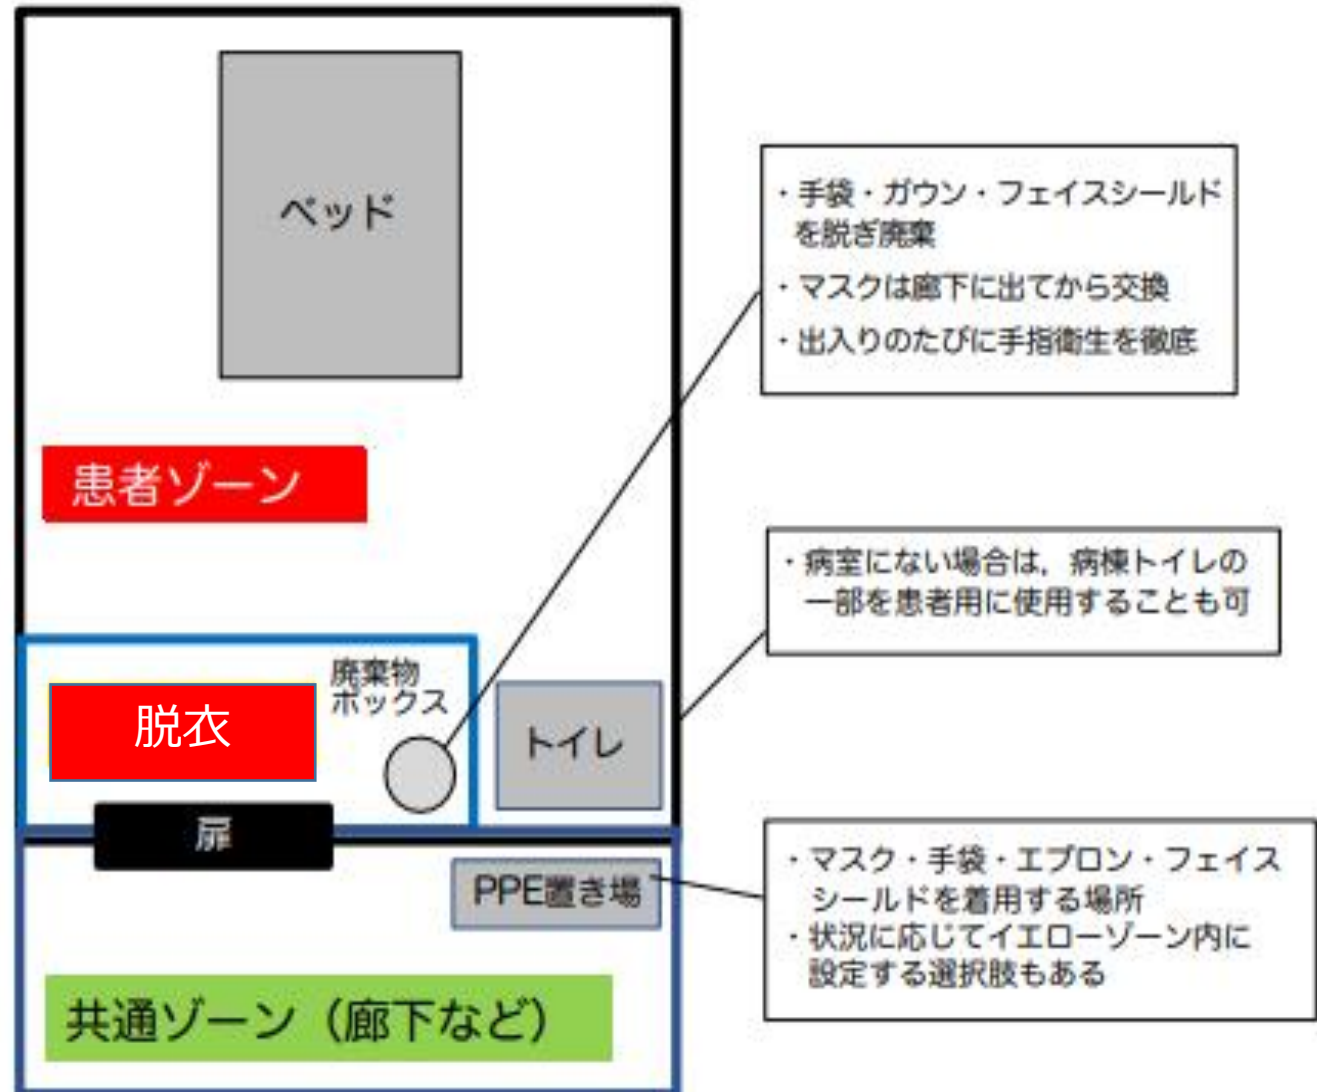 ベッド
・手袋・ガウン・フェイスシールド
を脱ぎ廃棄
・マスクは廊下に出てから交換
・出入りのたびに手指衛生を徹底
患者ゾーン
・病室にない場合は，病棟トイレの
一部を患者用に使用することも可
廃棄物
ボックス
脱衣
トイレ
扉
PPE置き場
・マスク・手袋・エプロン・フェイス
シールドを着用する場所
・状況に応じてイエローゾーン内に
設定する選択肢もある
共通ゾーン（廊下など）